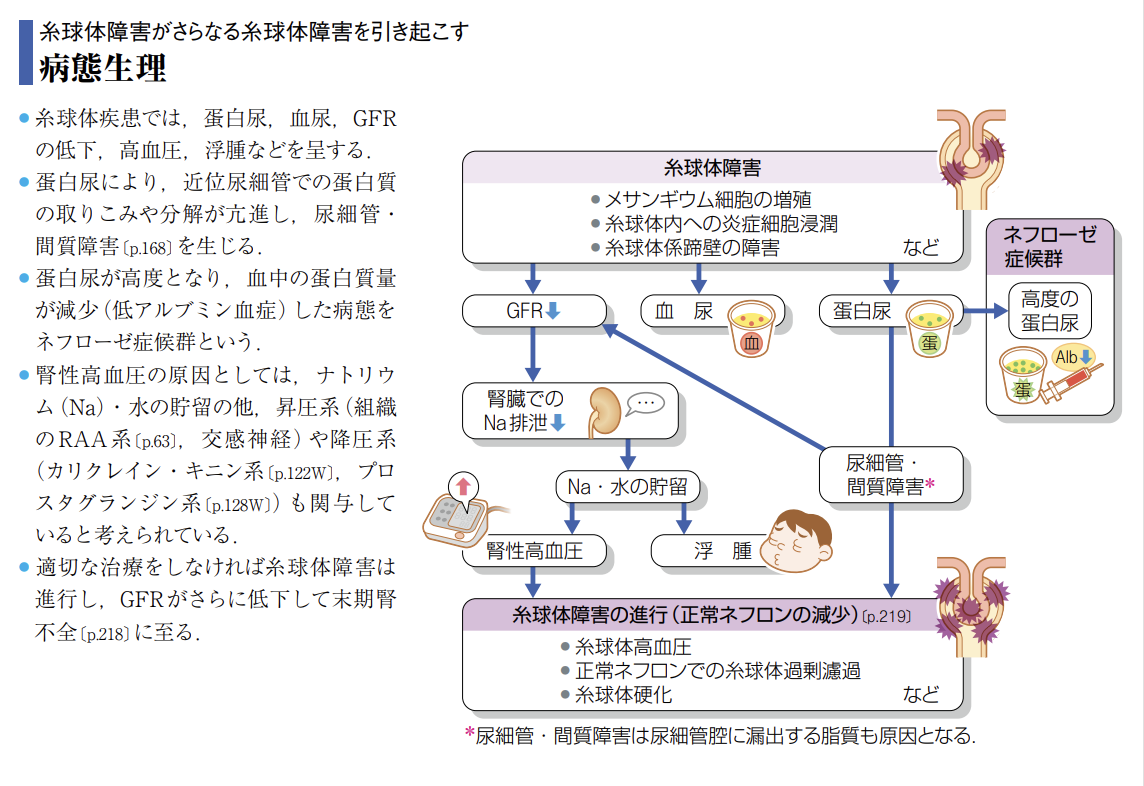 糸球体障害がさらなる糸球体障害を引き起こす
病態生理
●糸球体疾患では，蛋白尿，血尿，GFR
の低下，高血圧，浮腫などを呈する．
●蛋白尿により，近位尿細管での蛋白質
の取りこみや分解が亢進し，尿細管・
間質障害〔p.168〕を生じる．
●蛋白尿が高度となり，血中の蛋白質量
が減少（低アルブミン血症）した病態を
ネフローゼ症候群という．
●腎性高血圧の原因としては，ナトリウ
ム（Na）・水の貯留の他，昇圧系（組織
のRAA系〔p.63〕，交感神経）や降圧系
（カリクレイン・キニン系〔p.122W〕，プロ
スタグランジン系〔p.128W〕）も関与して
いると考えられている．
●適切な治療をしなければ糸球体障害は
進行し，GFRがさらに低下して末期腎
不全〔p.218〕に至る．
糸球体障害
●メサンギウム細胞の増殖
●糸球体内への炎症細胞浸潤
●糸球体係蹄壁の障害 など
ネフローゼ
症候群
高度の
蛋白尿
蛋
Alb⬇
GFR⬇
血 尿
血
蛋白尿
蛋
腎臓での
Na排泄⬇
…
Na・水の貯留
尿細管・
間質障害*
腎性高血圧
浮 腫
糸球体障害の進行（正常ネフロンの減少）〔p.219〕
●糸球体高血圧
●正常ネフロンでの糸球体過剰濾過
●糸球体硬化 など
*尿細管・間質障害は尿細管腔に漏出する脂質も原因となる．